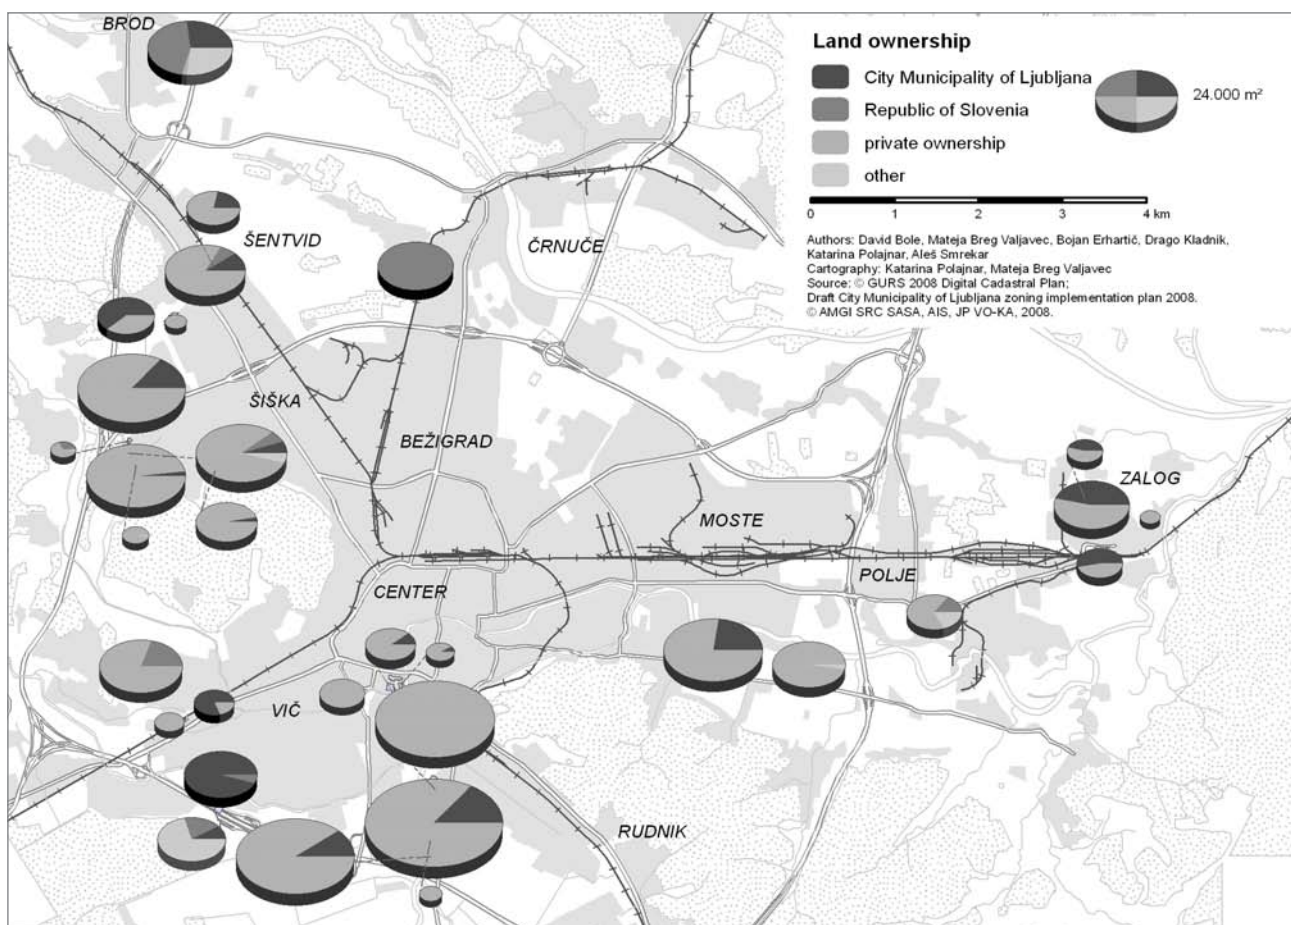 BROD
Land ownership
City Municipality of Ljubljana
Republic of Slovenia
private ownership
other
24.000 m²
0 1 2 3 4 km
Authors: David Bole, Mateja Breg Valjavec, Bojan Erhartič, Drago Kladnik,
Katarina Polajnar, Aleš Smrekar
Cartography: Katarina Polajnar, Mateja Breg Valjavec
Source: © GURS 2008 Digital Cadastral Plan;
Draft City Municipality of Ljubljana zoning implementation plan 2008.
© AMGI SRC SASA, AIS, JP VO-KA, 2008.
ŠENTVID
ČRNUČE
ŠIŠKA
BEŽIGRAD
ZALOG
MOSTE
POLJE
CENTER
VIČ
RUDNIK